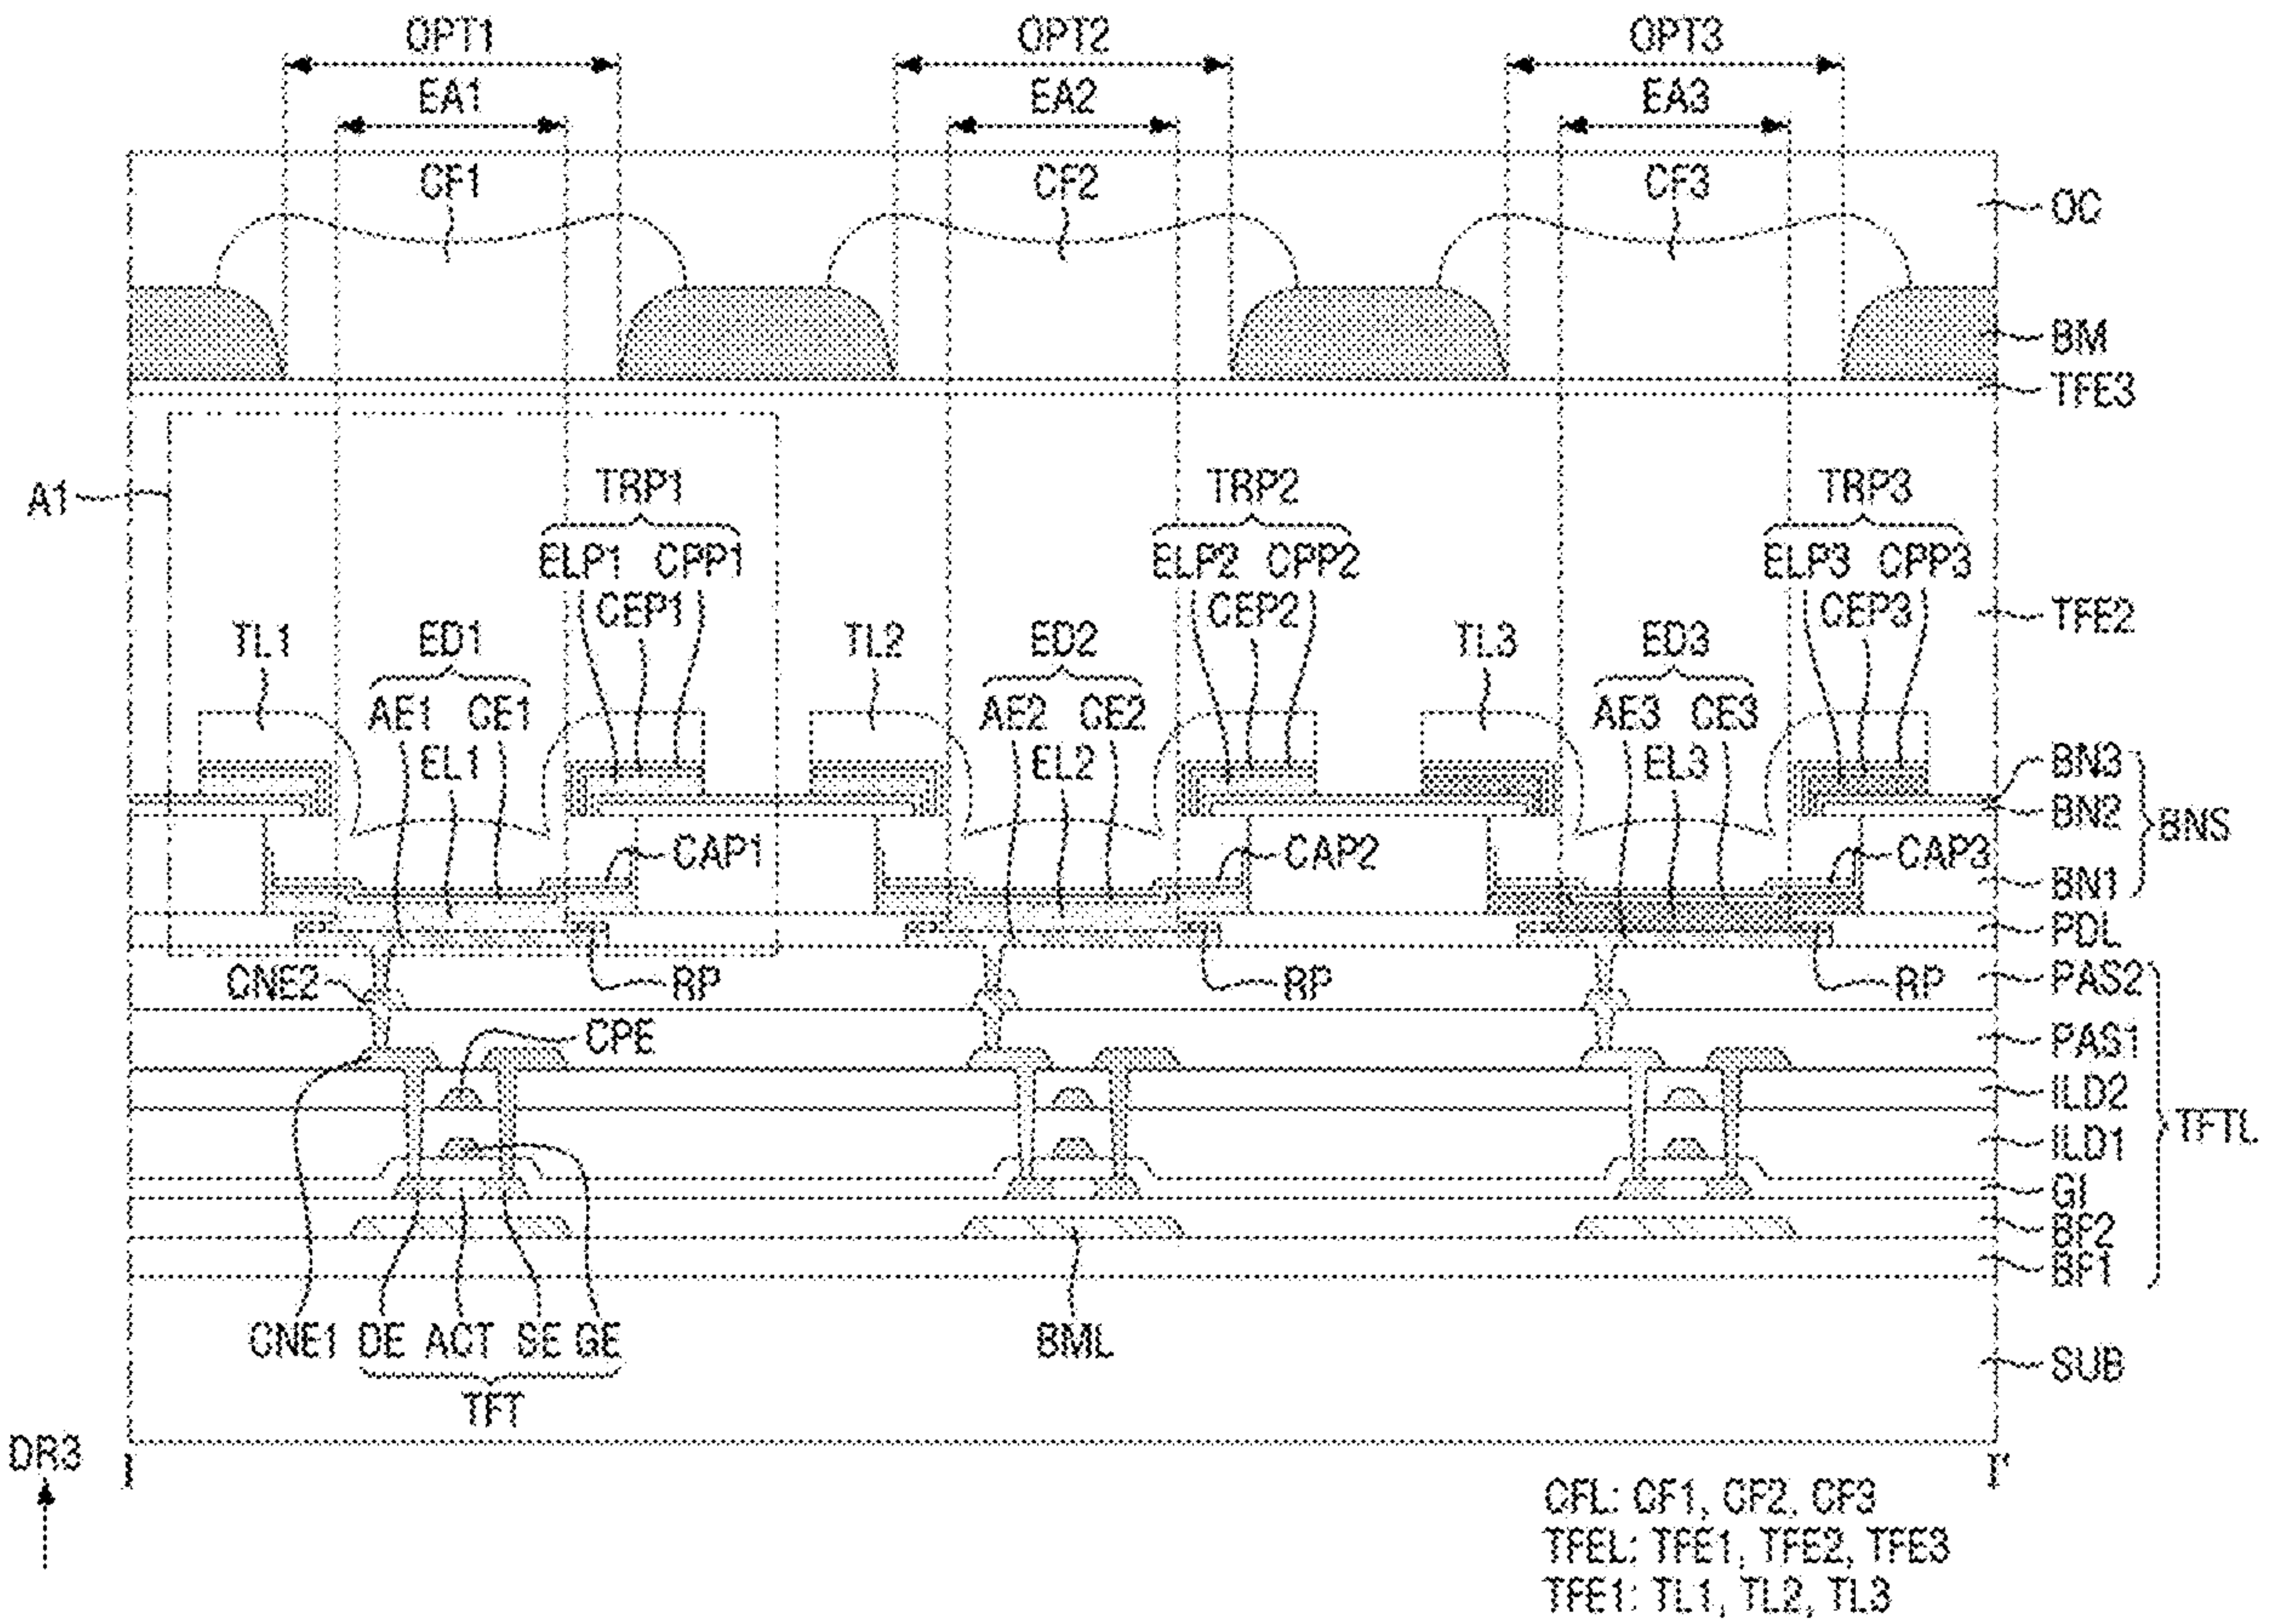 OPT1 OPT2 OPT3
EA1 EA2 EA3
CF1 CF2 CF3
OC
BM
TFE3
A1
TRP1 TRP2 TRP3
ELP1 CPP1 ELP2 CPP2 ELP3 CPP3
CEP1 CEP2 CEP3
TFE2
TL1 ED1 TL2 ED2 TL3 ED3
AE1 CE1 AE2 CE2 AE3 CE3
EL1 EL2 EL3
BN3
BN2
BNS
CAP1 CAP2 CAP3
BN1
PDL
CNE2 RP RP RP
PAS2
CPE
PAS1
ILD2
TFTL
ILD1
GI
BF2
BF1
CNE1 DE ACT SE GE
BML
SUB
TFT
DR3
I I'
CFL: CF1, CF2, CF3
TFEL: TFE1, TFE2, TFE3
TFE1: TL1, TL2, TL3